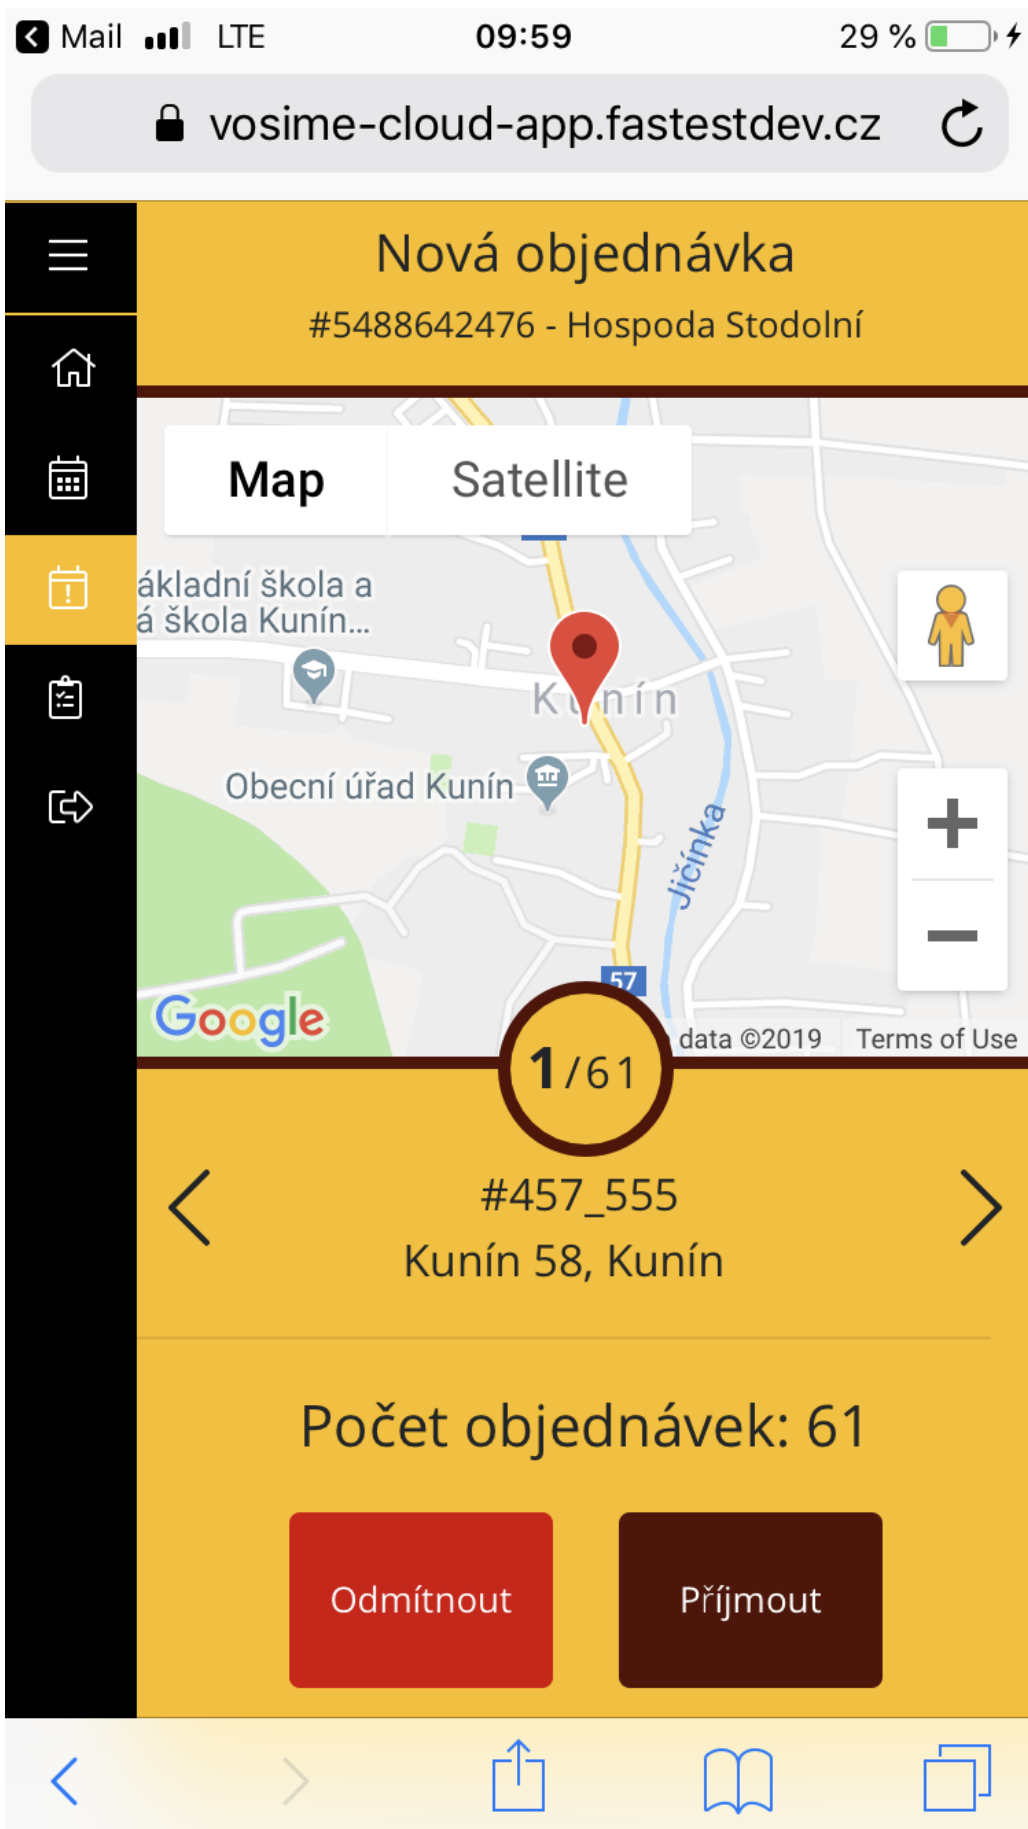 Mail LTE 09:59 29 %
vosime-cloud-app.fastestdev.cz
Nová objednávka
#5488642476 - Hospoda Stodolní
Map Satellite
ákladní škola a
á škola Kunín...
Kunín
Obecní úřad Kunín
Jičínka
57
Google
data ©2019 Terms of Use
1/61
#457_555
Kunín 58, Kunín
Počet objednávek: 61
Odmítnout Příjmout